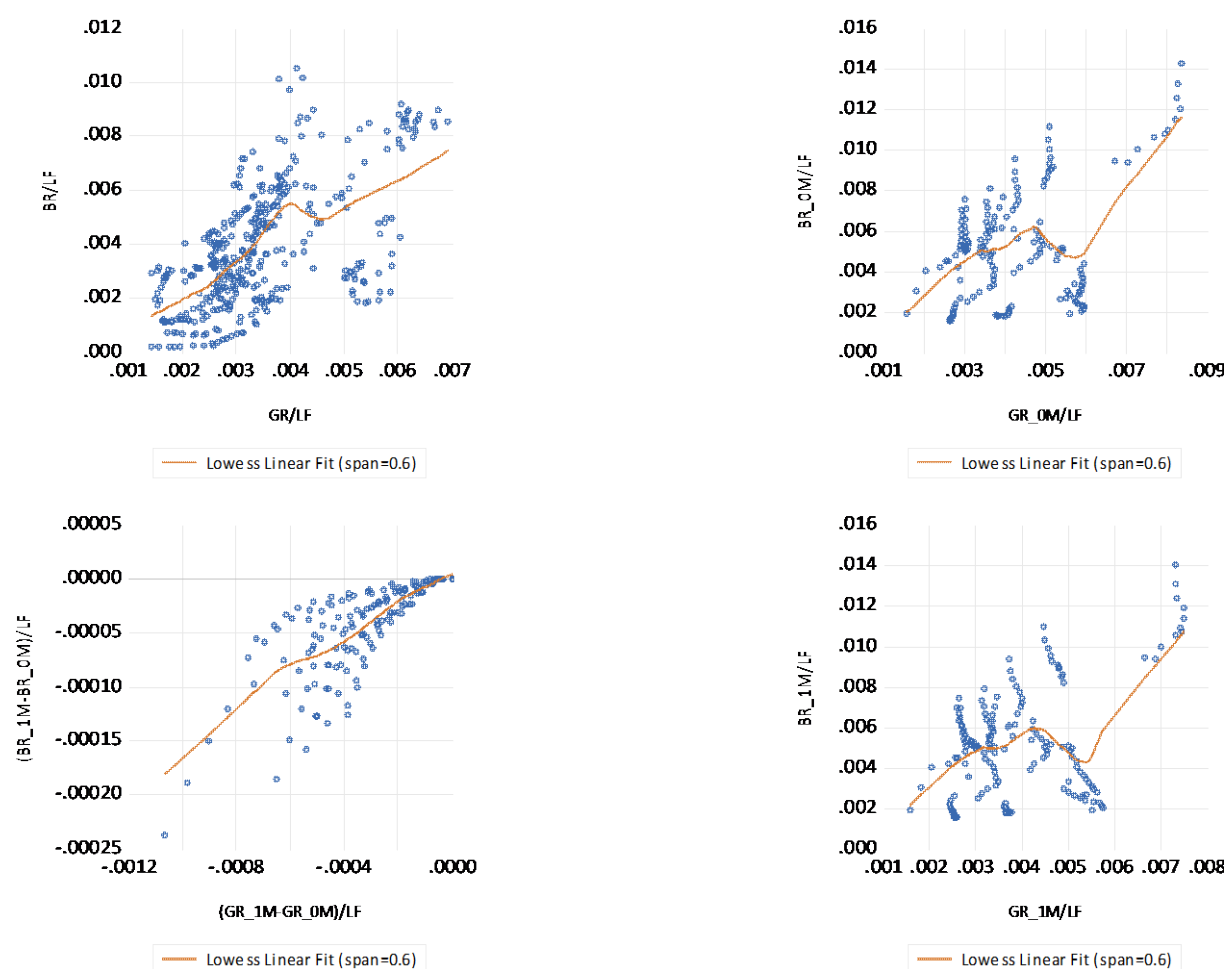 .012
.010
.008
.006
.004
.002
.000
BR/LF
.001 .002 .003 .004 .005 .006 .007
GR/LF
Lowess Linear Fit (span=0.6)
.016
.014
.012
.010
.008
.006
.004
.002
.000
BR_0M/LF
.001 .003 .005 .007 .009
GR_0M/LF
Lowess Linear Fit (span=0.6)
.00005
.00000
-.00005
-.00010
-.00015
-.00020
-.00025
(BR_1M-BR_0M)/LF
-.0012 -.0008 -.0004 .0000
(GR_1M-GR_0M)/LF
Lowess Linear Fit (span=0.6)
.016
.014
.012
.010
.008
.006
.004
.002
.000
BR_1M/LF
.001 .002 .003 .004 .005 .006 .007 .008
GR_1M/LF
Lowess Linear Fit (span=0.6)